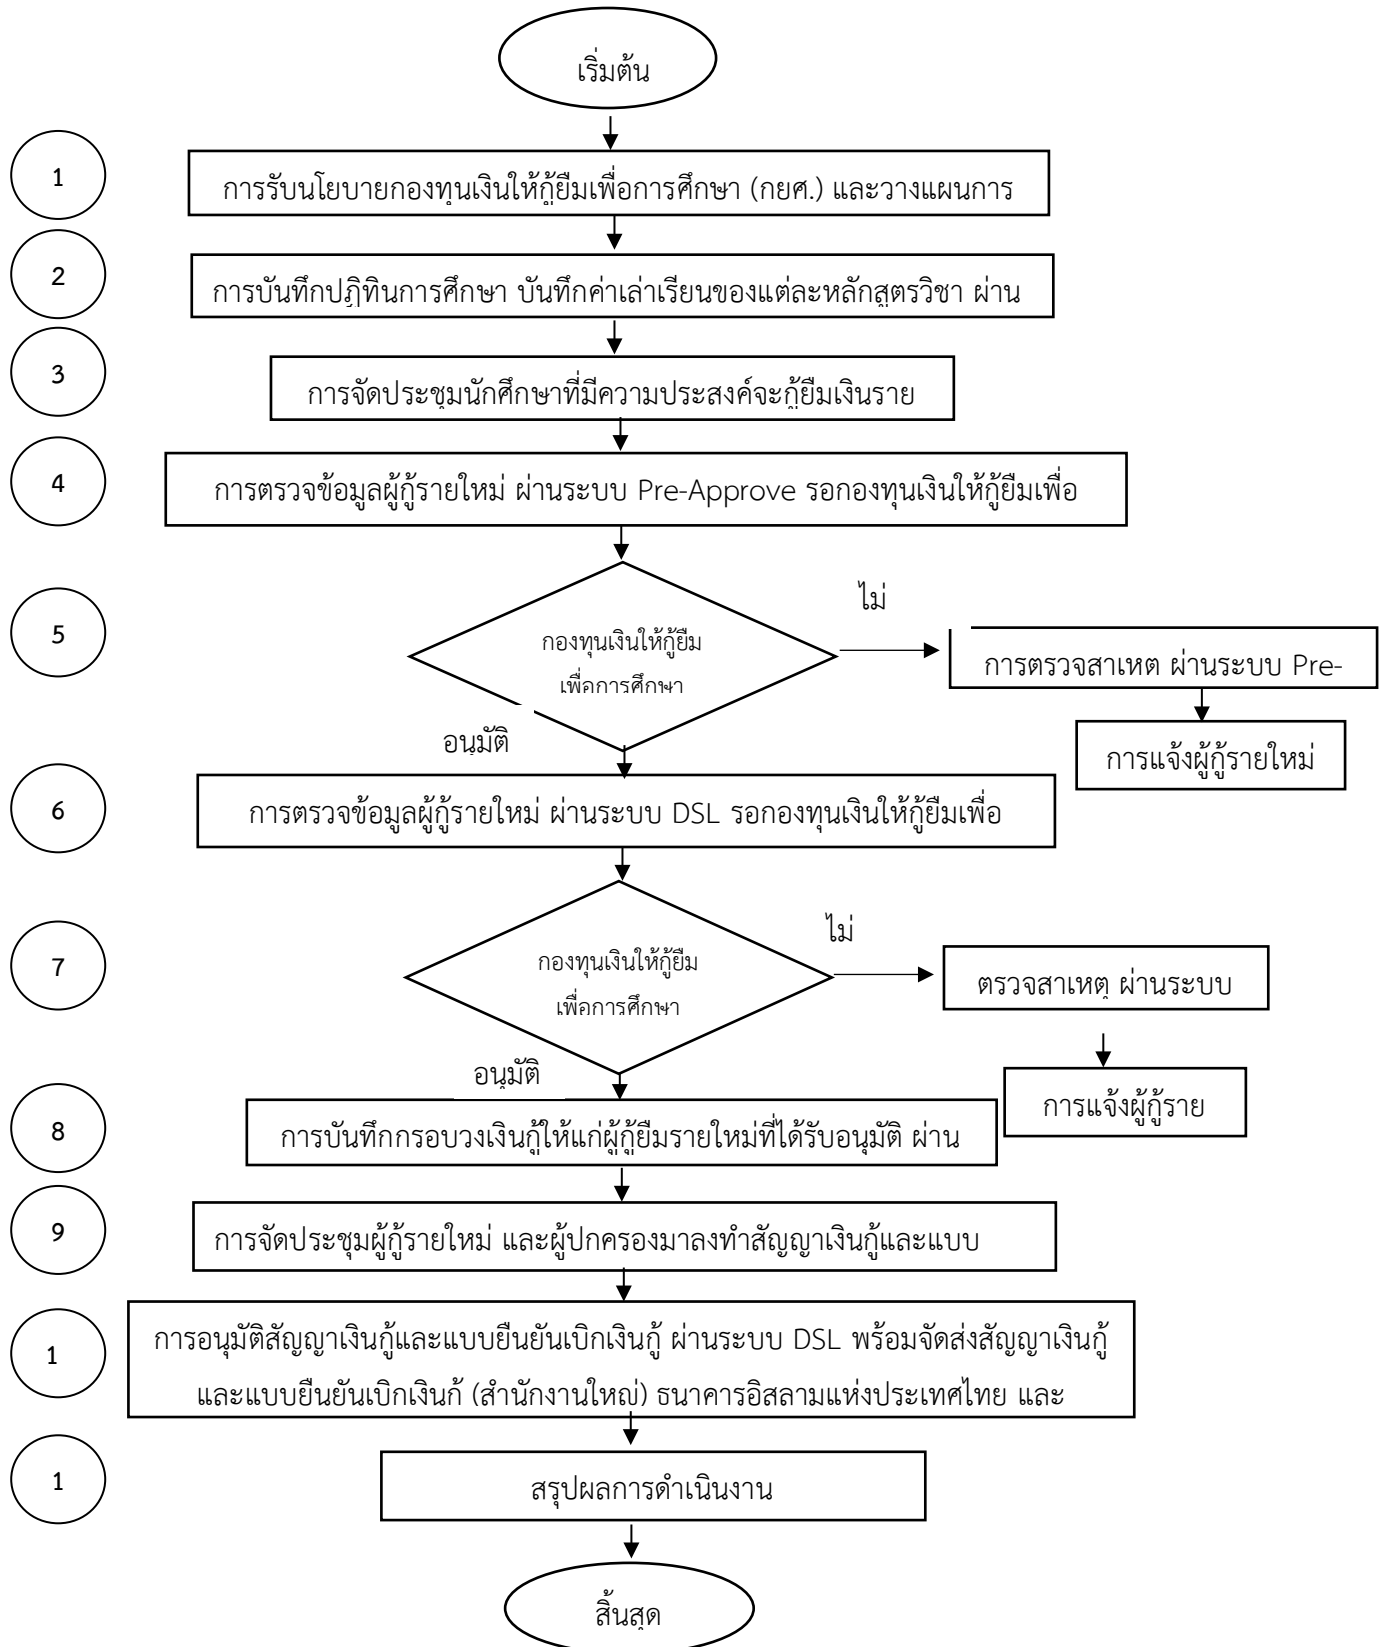 เริ่มต้น
1
การรับนโยบายกองทุนเงินให้กู้ยืมเพื่อการศึกษา (กยศ.) และวางแผนการ
2
การบันทึกปฏิทินการศึกษา บันทึกค่าเล่าเรียนของแต่ละหลักสูตรวิชา ผ่าน
3
การจัดประชุมนักศึกษาที่มีความประสงค์จะกู้ยืมเงินราย
4
การตรวจข้อมูลผู้กู้รายใหม่ ผ่านระบบ Pre-Approve รอกองทุนเงินให้กู้ยืมเพื่อ
5
กองทุนเงินให้กู้ยืม
เพื่อการศึกษา
ไม่
การตรวจสาเหต ผ่านระบบ Pre-
อนุมัติ
การแจ้งผู้กู้รายใหม่
6
การตรวจข้อมูลผู้กู้รายใหม่ ผ่านระบบ DSL รอกองทุนเงินให้กู้ยืมเพื่อ
7
กองทุนเงินให้กู้ยืม
เพื่อการศึกษา
ไม่
ตรวจสาเหตุ ผ่านระบบ
อนุมัติ
การแจ้งผู้กู้ราย
8
การบันทึกกรอบวงเงินกู้ให้แก่ผู้กู้ยืมรายใหม่ที่ได้รับอนุมัติ ผ่าน
9
การจัดประชุมผู้กู้รายใหม่ และผู้ปกครองมาลงทำสัญญาเงินกู้และแบบ
1
การอนุมัติสัญญาเงินกู้และแบบยืนยันเบิกเงินกู้ ผ่านระบบ DSL พร้อมจัดส่งสัญญาเงินกู้
และแบบยืนยันเบิกเงินกู้ (สำนักงานใหญ่) ธนาคารอิสลามแห่งประเทศไทย และ
1
สรุปผลการดำเนินงาน
สิ้นสุด